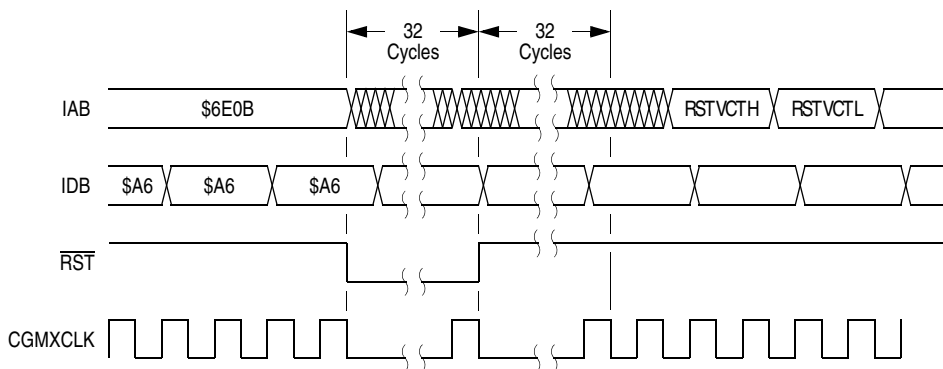 32 Cycles
32 Cycles
IAB
$6E0B
RSTVCTH
RSTVCTL
IDB
$A6
$A6
$A6
RST
CGMXCLK